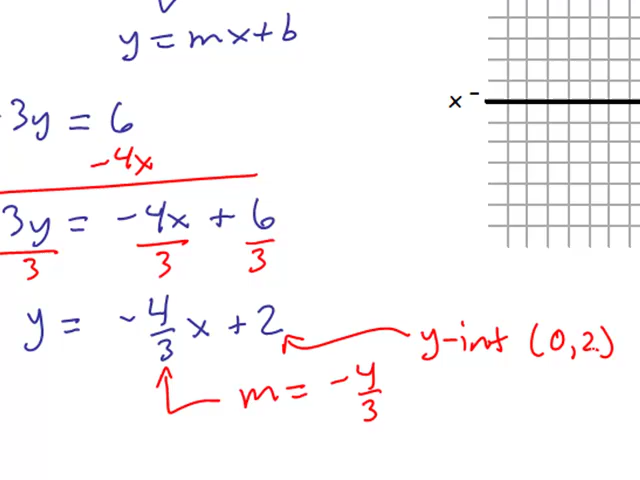 y = mx + b
3y = 6
-4x
x -
3y = -4x + 6
3 3 3
y = -4/3 x + 2
y-int (0,2)
m = -4/3